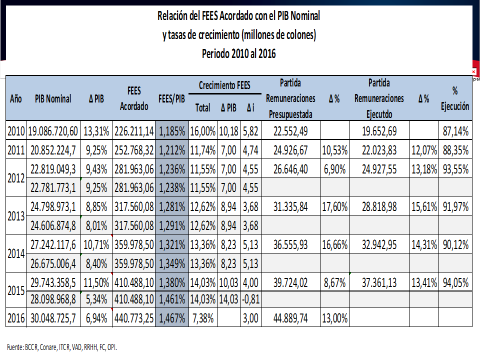 Relación del FEES Acordado con el PIB Nominal
y tasas de crecimiento (millones de colones)
Periodo 2010 al 2016
Año PIB Nominal Δ PIB FEES Acordado FEES/PIB Crecimiento FEES Total Δ PIB Δ i Partida Remuneraciones Presupuestada Δ % Partida Remuneraciones Ejecutdo Δ % % Ejecución
2010 19.086.720,60 13,31% 226.211,14 1,185% 16,00% 10,18 5,82 22.552,49 19.652,69 87,14%
2011 20.852.224,7 9,25% 252.768,32 1,212% 11,74% 7,00 4,74 24.926,67 10,53% 22.023,83 12,07% 88,35%
2012 22.819.049,3 9,43% 281.963,06 1,236% 11,55% 7,00 4,55 26.646,40 6,90% 24.927,55 13,18% 93,55%
22.781.773,1 9,25% 281.963,06 1,238% 11,55% 7,00 4,55
2013 24.798.973,1 8,85% 317.560,08 1,281% 12,62% 8,94 3,68 31.335,84 17,60% 28.818,98 15,61% 91,97%
24.606.874,8 8,01% 317.560,08 1,291% 12,62% 8,94 3,68
2014 27.242.117,6 10,71% 359.978,50 1,321% 13,36% 8,23 5,13 36.555,93 16,66% 32.942,95 14,31% 90,12%
26.675.006,4 8,40% 359.978,50 1,349% 13,36% 8,23 5,13
2015 29.743.358,5 11,50% 410.488,10 1,380% 14,03% 10,03 4,00 39.724,02 8,67% 37.361,13 13,41% 94,05%
28.098.968,8 5,34% 410.488,10 1,461% 14,03% 14,03 -0,81
2016 30.048.725,7 6,94% 440.773,25 1,467% 7,38% 3,00 44.889,74 13,00%
Fuente: BCCR, Conare, ITCR, VAD, RRHH, FC, OPI.